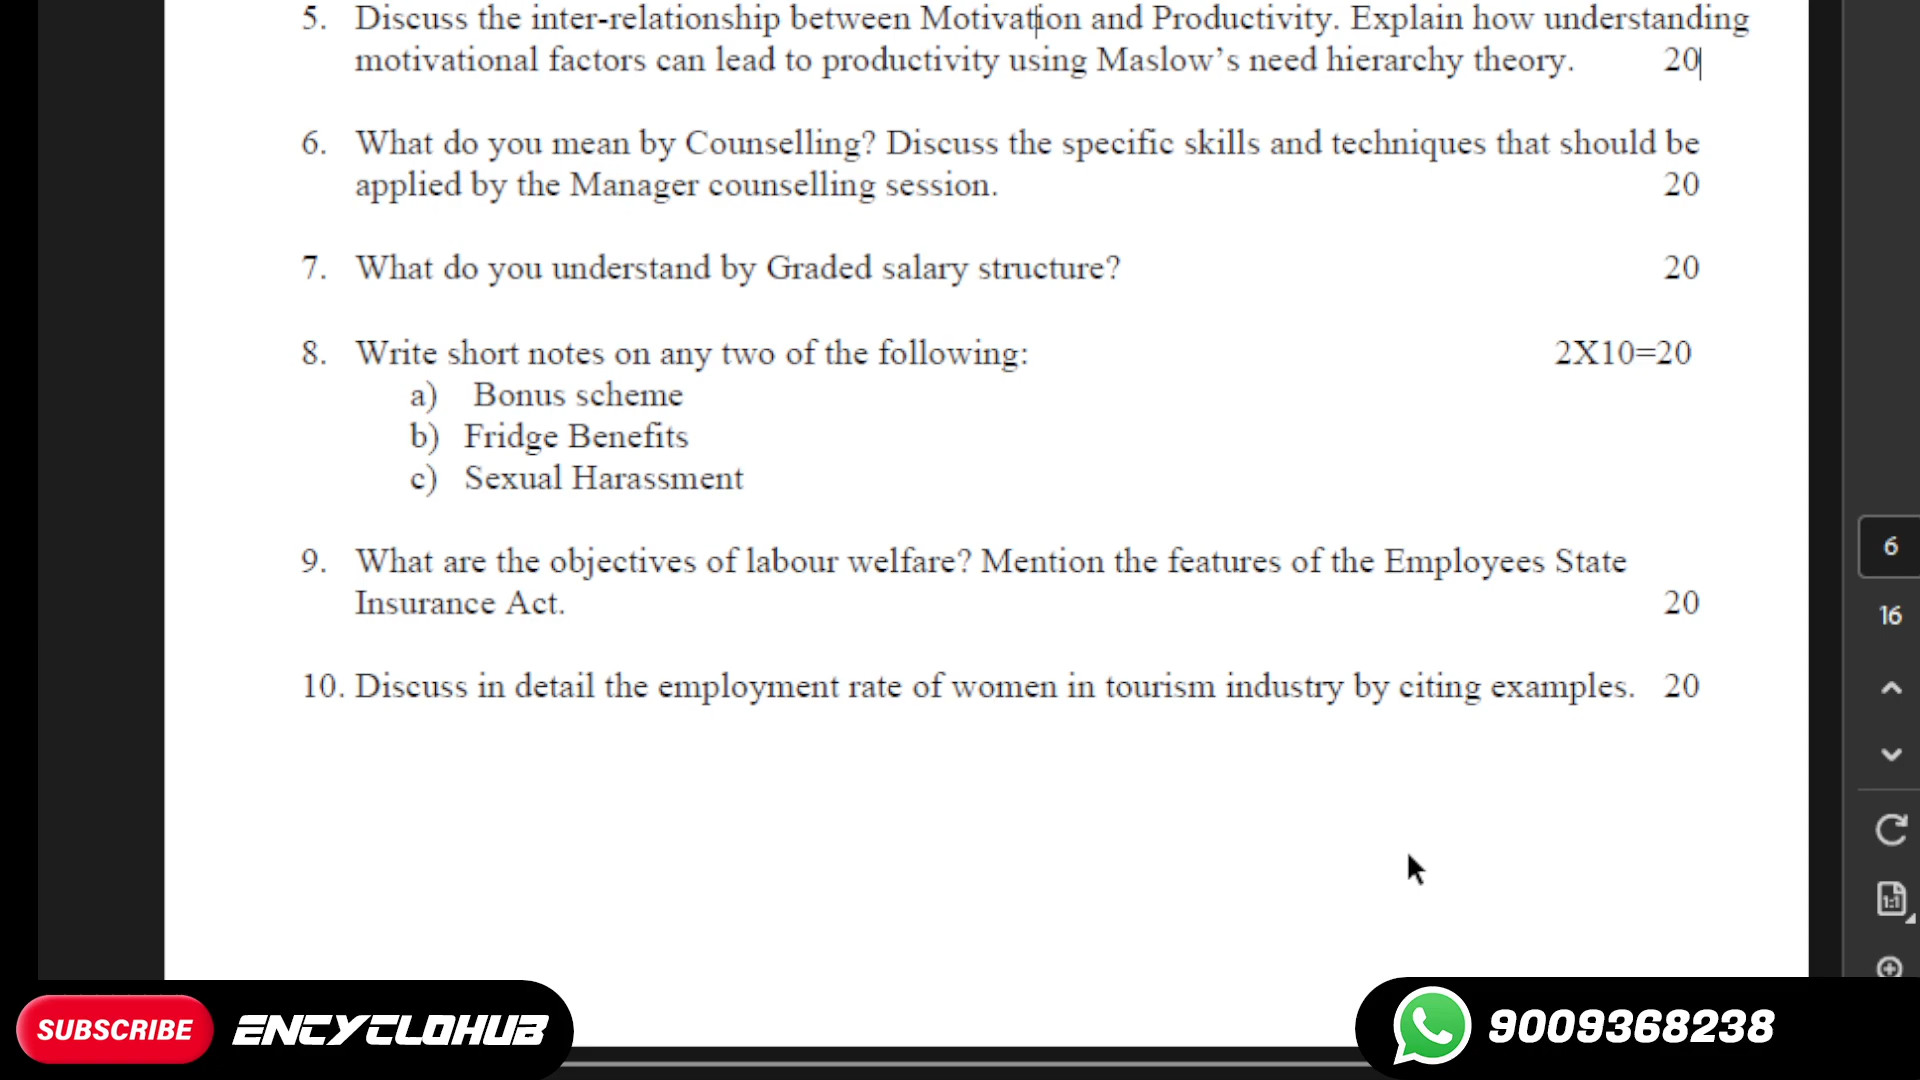 5. Discuss the inter-relationship between Motivation and Productivity. Explain how understanding
motivational factors can lead to productivity using Maslow’s need hierarchy theory. 20
6. What do you mean by Counselling? Discuss the specific skills and techniques that should be
applied by the Manager counselling session. 20
7. What do you understand by Graded salary structure? 20
8. Write short notes on any two of the following: 2X10=20
a) Bonus scheme
b) Fridge Benefits
c) Sexual Harassment
9. What are the objectives of labour welfare? Mention the features of the Employees State
Insurance Act. 20
10. Discuss in detail the employment rate of women in tourism industry by citing examples. 20
6
16
1:1
SUBSCRIBE ENCYCLOHUB
9009368238